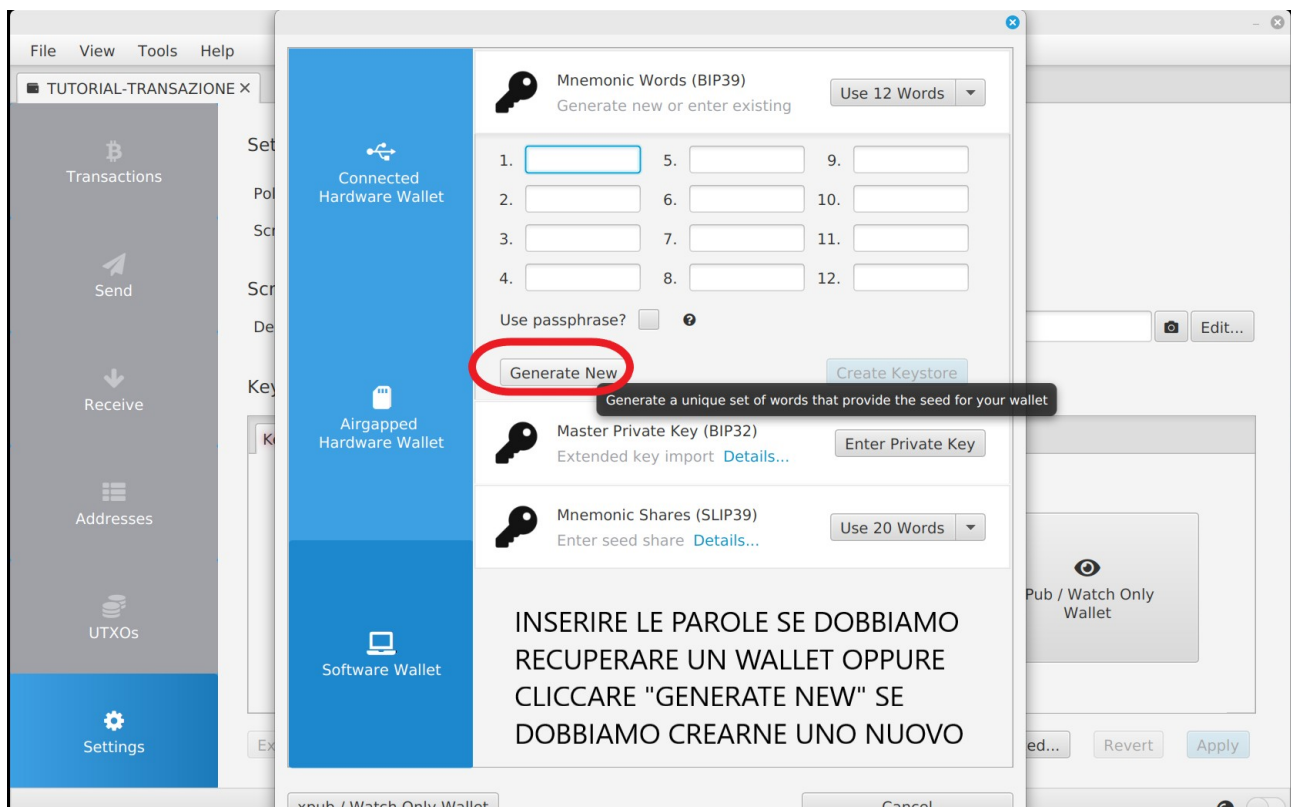 File View Tools Help
TUTORIAL-TRANSAZIONE
Transactions
Send
Receive
Addresses
UTXOs
Settings
Connected
Hardware Wallet
Airgapped
Hardware Wallet
Software Wallet
Mnemonic Words (BIP39)
Generate new or enter existing
Use 12 Words
1. 5. 9.
2. 6. 10.
3. 7. 11.
4. 8. 12.
Use passphrase?
Generate New
Create Keystore
Generate a unique set of words that provide the seed for your wallet
Master Private Key (BIP32)
Extended key import Details...
Enter Private Key
Mnemonic Shares (SLIP39)
Enter seed share Details...
Use 20 Words
INSERIRE LE PAROLE SE DOBBIAMO
RECUPERARE UN WALLET OPPURE
CLICCARE "GENERATE NEW" SE
DOBBIAMO CREARNE UNO NUOVO
Edit...
Pub / Watch Only
Wallet
Revert
Apply
xpub / Watch Only Wallet
Cancel